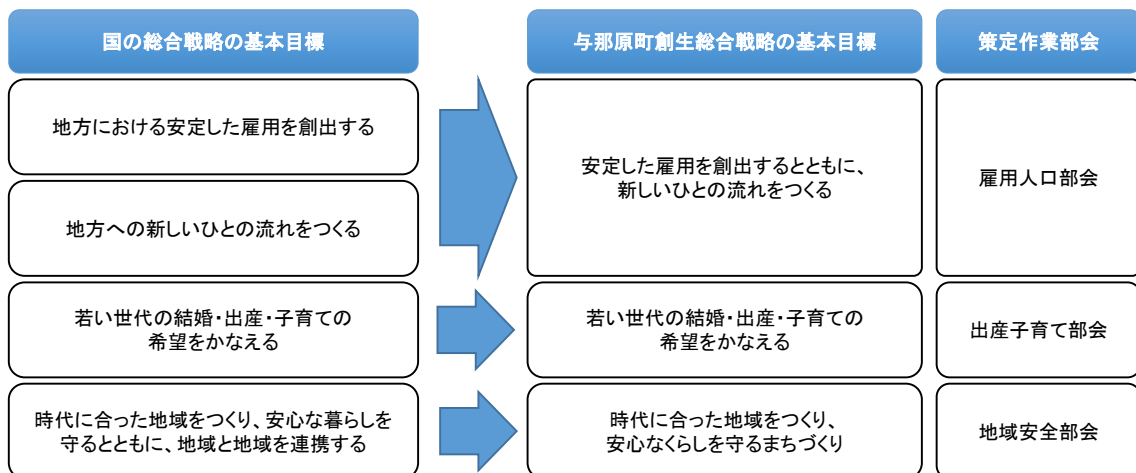 国の総合戦略の基本目標
与那原町創生総合戦略の基本目標
策定作業部会
地方における安定した雇用を創出する
地方への新しいひとの流れをつくる
安定した雇用を創出するとともに、
新しいひとの流れをつくる
雇用人口部会
若い世代の結婚・出産・子育ての
希望をかなえる
若い世代の結婚・出産・子育ての
希望をかなえる
出産子育て部会
時代に合った地域をつくり、安心な暮らしを
守るとともに、地域と地域を連携する
時代に合った地域をつくり、
安心なくらしを守るまちづくり
地域安全部会